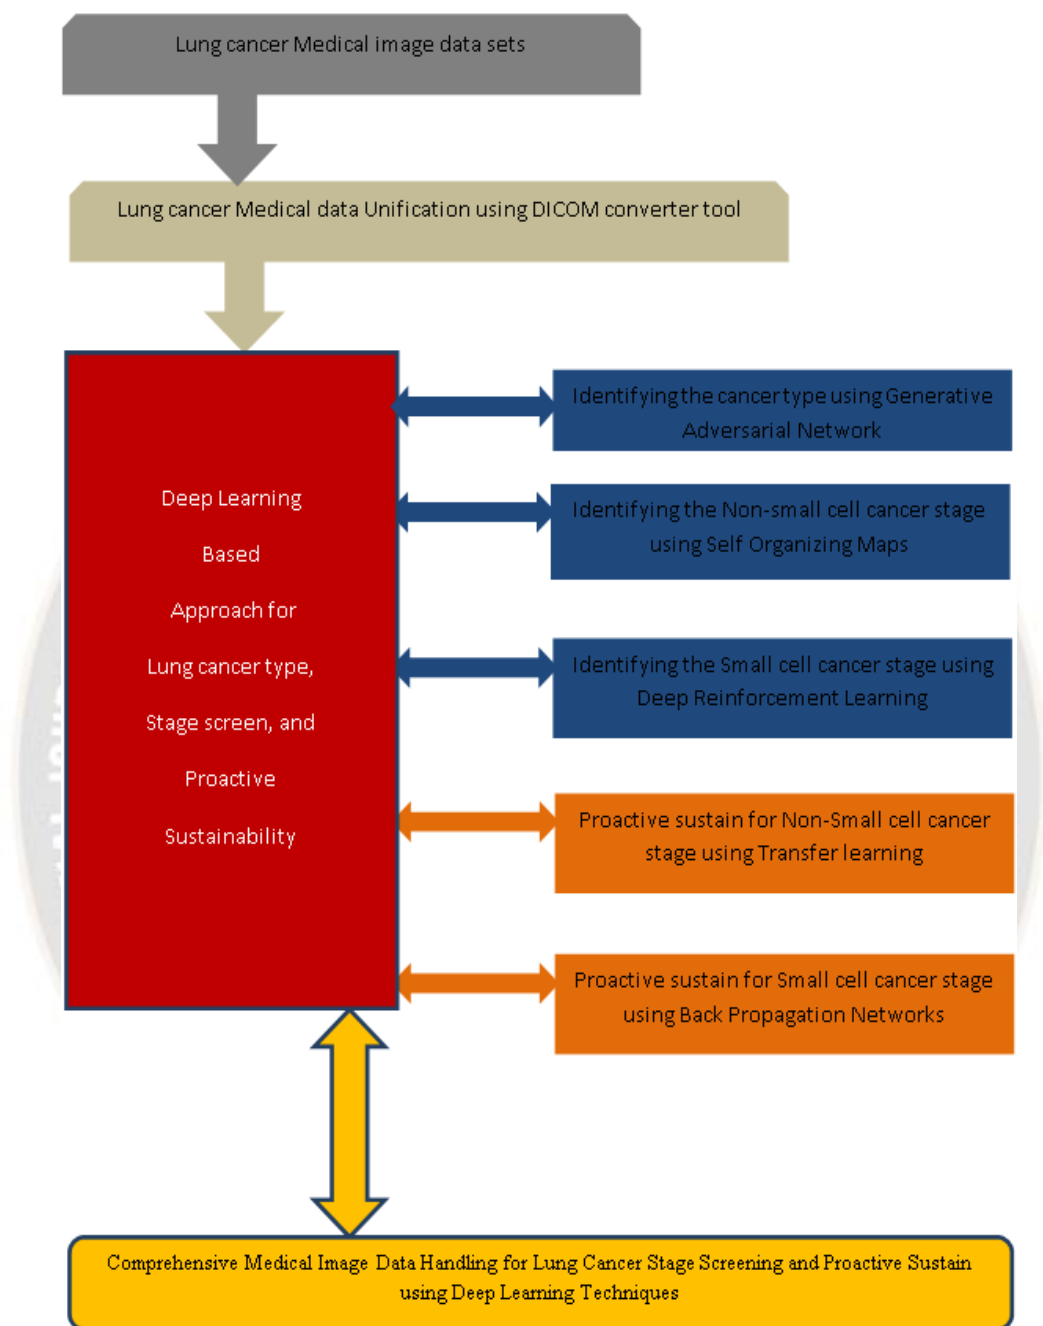 Lung cancer Medical image data sets
Lung cancer Medical data Unification using DICOM converter tool
Deep Learning
Based
Approach for
Lung cancer type,
Stage screen, and
Proactive
Sustainability
Identifying the cancer type using Generative
Adversarial Network
Identifying the Non-small cell cancer stage
using Self Organizing Maps
Identifying the Small cell cancer stage using
Deep Reinforcement Learning
Proactive sustain for Non-Small cell cancer
stage using Transfer learning
Proactive sustain for Small cell cancer stage
using Back Propagation Networks
Comprehensive Medical Image Data Handling for Lung Cancer Stage Screening and Proactive Sustain
using Deep Learning Techniques